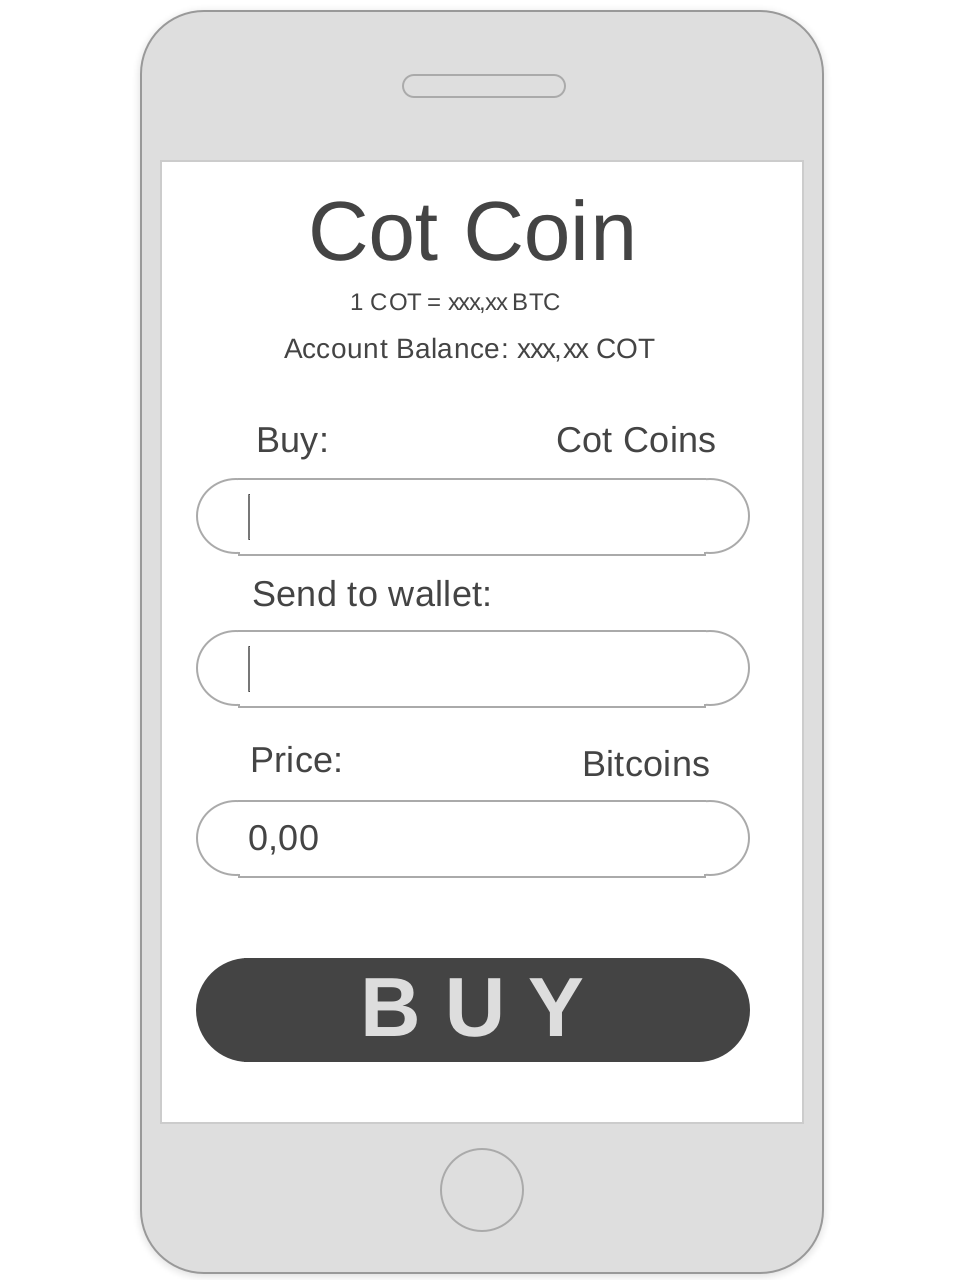 Cot Coin
1 COT = xxx,xx BTC
Account Balance: xxx,xx COT
Buy: Cot Coins
Send to wallet:
Price: Bitcoins
0,00
BUY